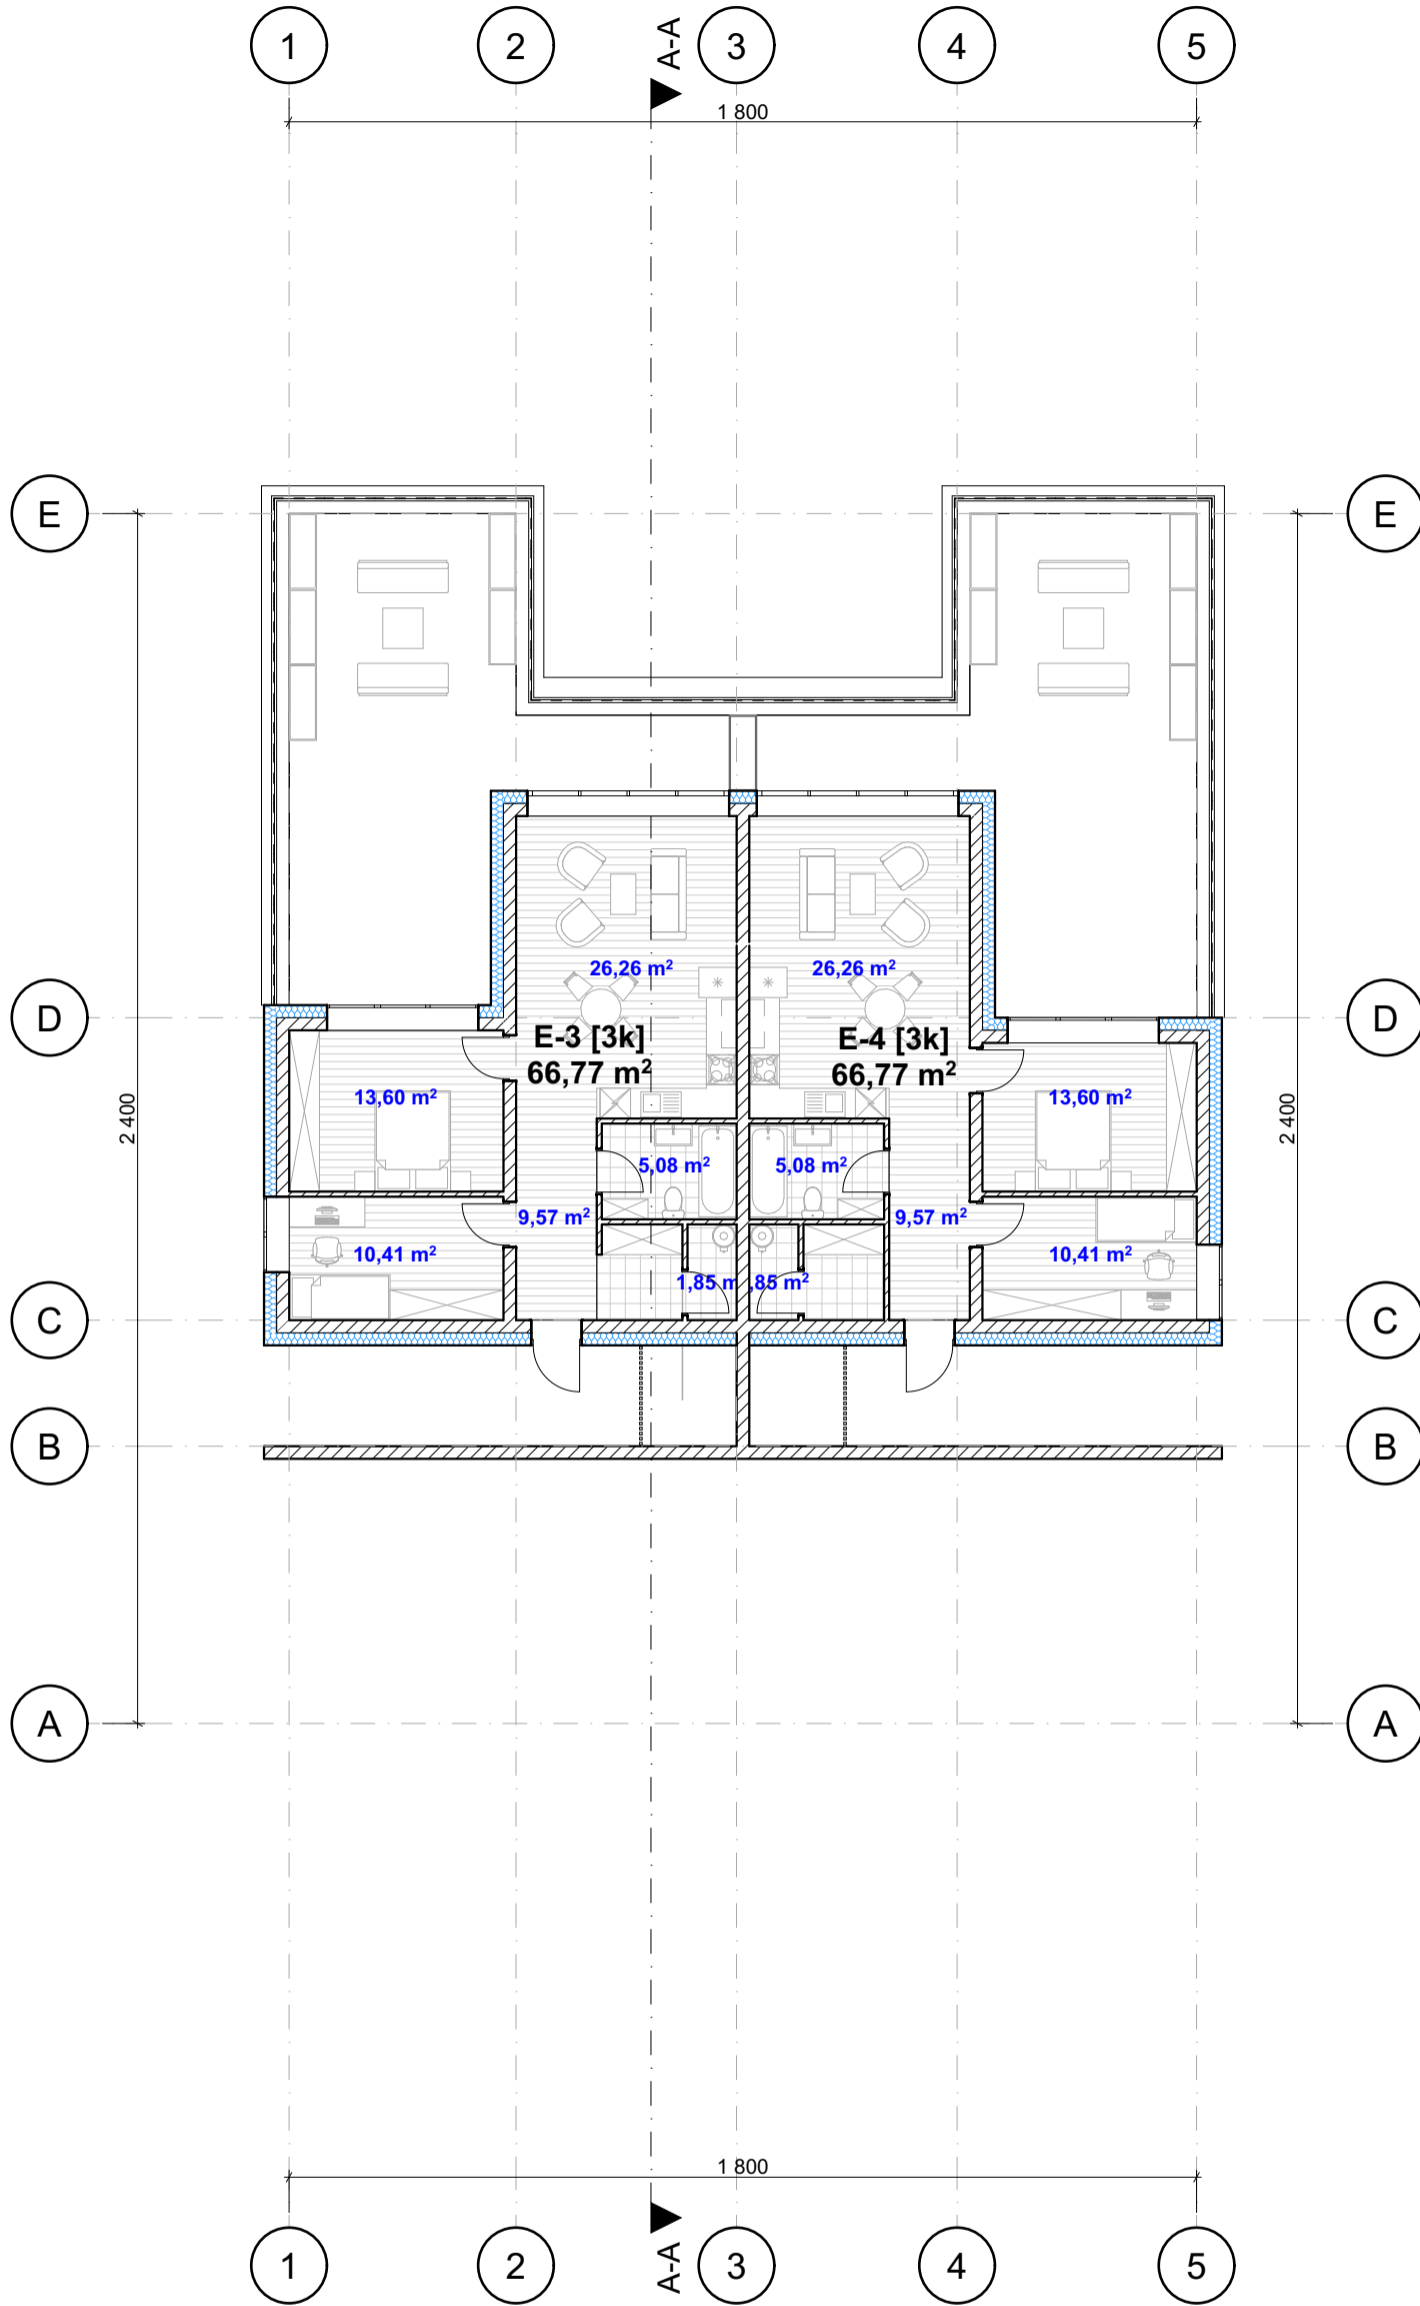 1 2 A-A 3 4 5
1 800
E E
26,26 m² 26,26 m²
D D
E-3 [3k] E-4 [3k]
66,77 m² 66,77 m²
13,60 m² 13,60 m²
2 400 2 400
5,08 m² 5,08 m²
9,57 m² 9,57 m²
10,41 m² 10,41 m²
1,85 m ,85 m²
C C
B B
A A
1 800
1 2 A-A 3 4 5